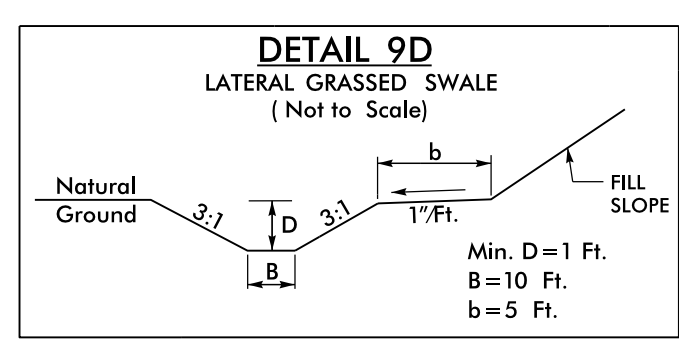 DETAIL 9D
LATERAL GRASSED SWALE
( Not to Scale)
b
Natural
Ground
3:1
D
3:1
1"/Ft.
FILL
SLOPE
B
Min. D=1 Ft.
B=10 Ft.
b=5 Ft.